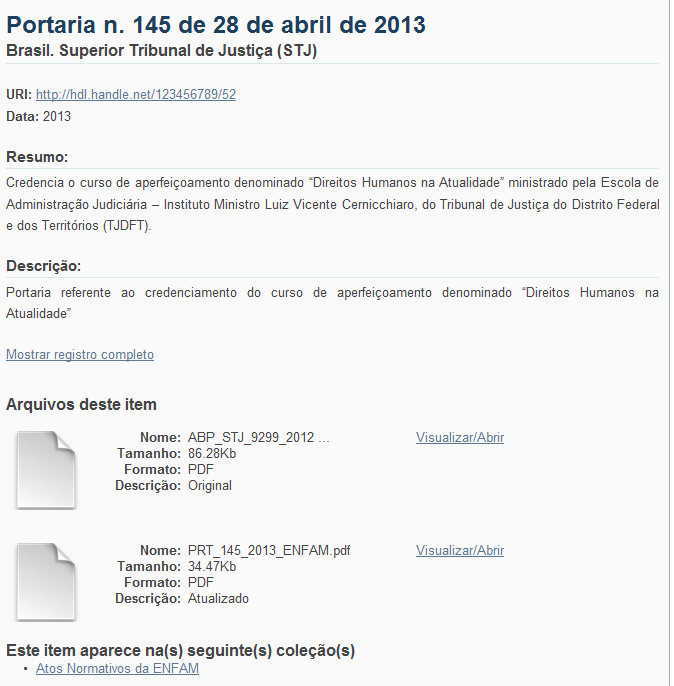 Portaria n. 145 de 28 de abril de 2013
Brasil. Superior Tribunal de Justiça (STJ)
URI: http://hdl.handle.net/123456789/52
Data: 2013
Resumo:
Credencia o curso de aperfeiçoamento denominado “Direitos Humanos na Atualidade” ministrado pela Escola de
Administração Judiciária – Instituto Ministro Luiz Vicente Cernicchiaro, do Tribunal de Justiça do Distrito Federal
e dos Territórios (TJDFT).
Descrição:
Portaria referente ao credenciamento do curso de aperfeiçoamento denominado “Direitos Humanos na
Atualidade”
Mostrar registro completo
Arquivos deste item
Nome: ABP_STJ_9299_2012 ... Visualizar/Abrir
Tamanho: 86.28Kb
Formato: PDF
Descrição: Original
Nome: PRT_145_2013_ENFAM.pdf Visualizar/Abrir
Tamanho: 34.47Kb
Formato: PDF
Descrição: Atualizado
Este item aparece na(s) seguinte(s) coleção(s)
• Atos Normativos da ENFAM